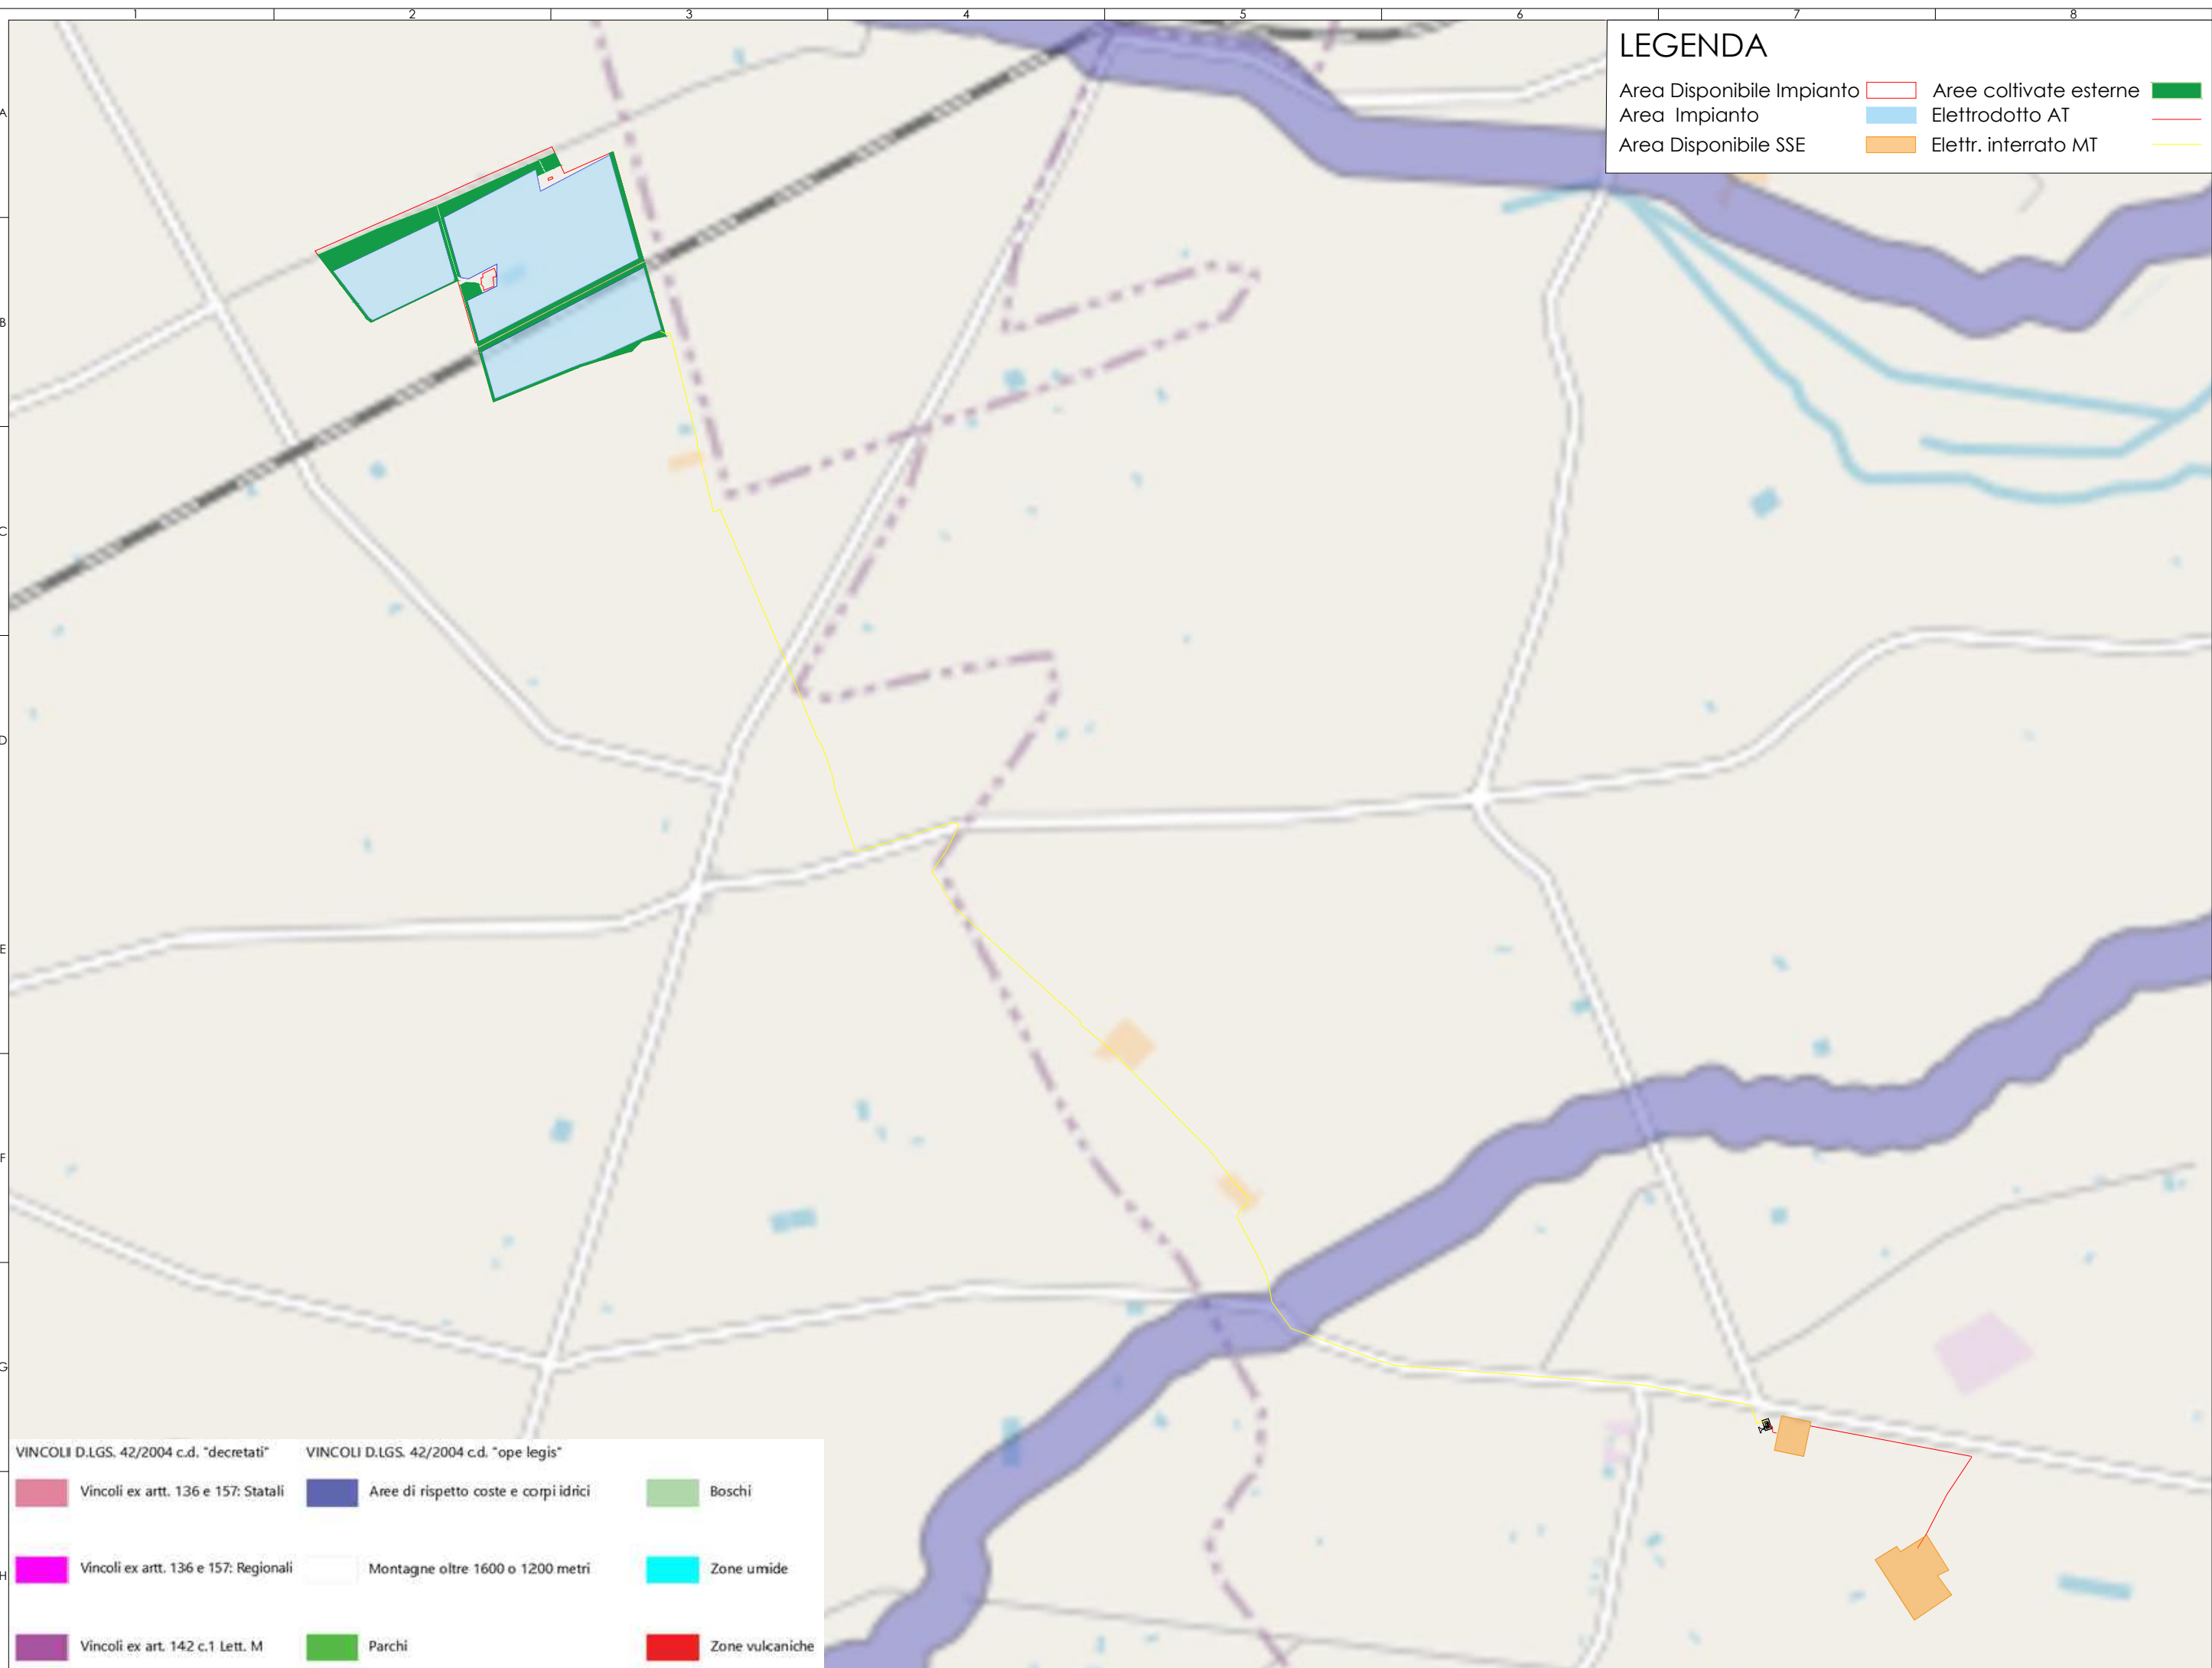 1 2 3 4 5 6 7 8
A
B
C
D
E
F
G
H
LEGENDA
Area Disponibile Impianto Aree coltivate esterne
Area Impianto Elettrodotto AT
Area Disponibile SSE Elettr. interrato MT
VINCOLI D.LGS. 42/2004 c.d. "decretati" VINCOLI D.LGS. 42/2004 c.d. "ope legis"
Vincoli ex artt. 136 e 157: Statali Aree di rispetto coste e corpi idrici Boschi
Vincoli ex artt. 136 e 157: Regionali Montagne oltre 1600 o 1200 metri Zone umide
Vincoli ex art. 142 c.1 Lett. M Parchi Zone vulcaniche